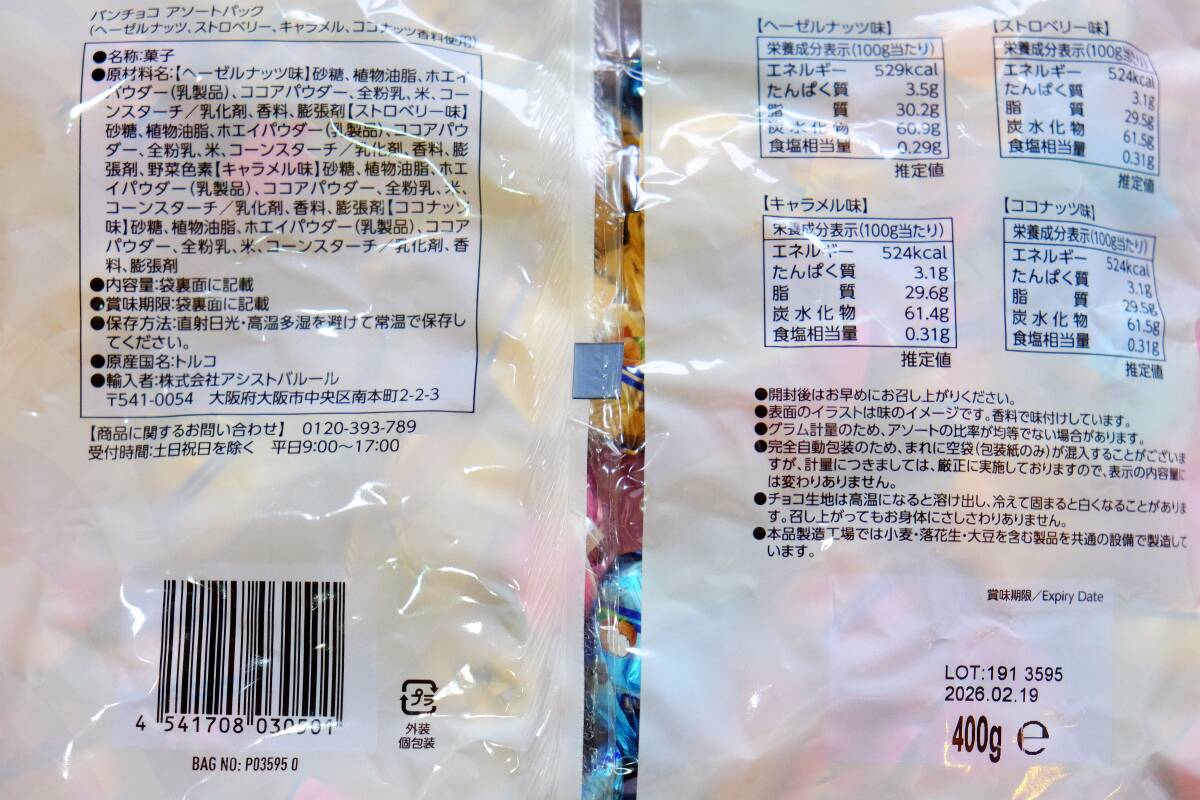 バンチョコ アソートパック
(ヘーゼルナッツ、ストロベリー、キャラメル、ココナッツ香料使用)
●名称:菓子
●原材料名:【ヘーゼルナッツ味】砂糖、植物油脂、ホエイ
パウダー(乳製品)、ココアパウダー、全粉乳、米、コー
ンスターチ/乳化剤、香料、膨張剤【ストロベリー味】
砂糖、植物油脂、ホエイパウダー(乳製品)、ココアパウ
ダー、全粉乳、米、コーンスターチ/乳化剤、香料、膨
張剤、野菜色素【キャラメル味】砂糖、植物油脂、ホエ
イパウダー(乳製品)、ココアパウダー、全粉乳、米、
コーンスターチ/乳化剤、香料、膨張剤【ココナッツ
味】砂糖、植物油脂、ホエイパウダー(乳製品)、ココア
パウダー、全粉乳、米、コーンスターチ/乳化剤、香
料、膨張剤
●内容量:袋裏面に記載
●賞味期限:袋裏面に記載
●保存方法:直射日光・高温多湿を避けて常温で保存し
てください。
●原産国名:トルコ
●輸入者:株式会社アシストバルール
〒541-0054 大阪府大阪市中央区南本町2-2-3
【商品に関するお問い合わせ】 0120-393-789
受付時間:土日祝日を除く 平日9:00〜17:00
4 541708 030901
BAG NO: P03595 0
プラ
外装
個包装
【ヘーゼルナッツ味】
栄養成分表示(100g当たり)
エネルギー 529kcal
たんぱく質 3.5g
脂質 30.2g
炭水化物 60.9g
食塩相当量 0.29g
推定値
【ストロベリー味】
栄養成分表示(100g当たり)
エネルギー 524kcal
たんぱく質 3.1g
脂質 29.5g
炭水化物 61.5g
食塩相当量 0.31g
推定値
【キャラメル味】
栄養成分表示(100g当たり)
エネルギー 524kcal
たんぱく質 3.1g
脂質 29.6g
炭水化物 61.4g
食塩相当量 0.31g
推定値
【ココナッツ味】
栄養成分表示(100g当たり)
エネルギー 524kcal
たんぱく質 3.1g
脂質 29.5g
炭水化物 61.5g
食塩相当量 0.31g
推定値
●開封後はお早めにお召し上がりください。
●表面のイラストは味のイメージです。香料で味付けしています。
●グラム計量のため、アソートの比率が均等でない場合があります。
●完全自動包装のため、まれに空袋(包装紙のみ)が混入することがございま
すが、計量につきましては、厳正に実施しておりますので、表示の内容量に
は変わりありません。
●チョコ生地は高温になると溶け出し、冷えて固まると白くなることがありま
す。召し上がってもお身体にさしさわりありません。
●本品製造工場では小麦・落花生・大豆を含む製品を共通の設備で製造して
います。
賞味期限/Expiry Date
LOT:191 3595
2026.02.19
400g ℮